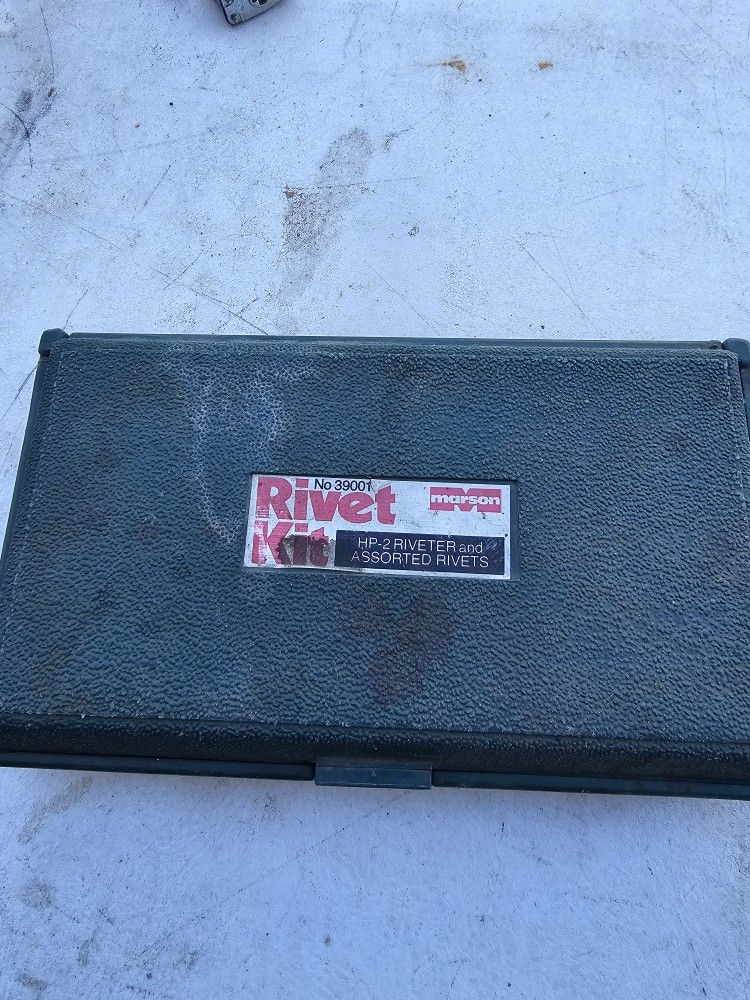 No 39001
Rivet
marson
Kit
HP-2 RIVETER and
ASSORTED RIVETS